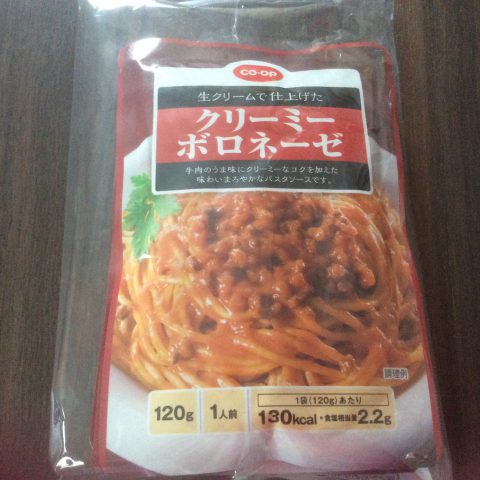 CO·OP
生クリームで仕上げた
クリーミー
ボロネーゼ
牛肉のうま味にクリーミーなコクを加えた
味わいまろやかなパスタソースです。
調理例
120g 1人前
1袋(120g)あたり
130kcal・食塩相当量2.2g